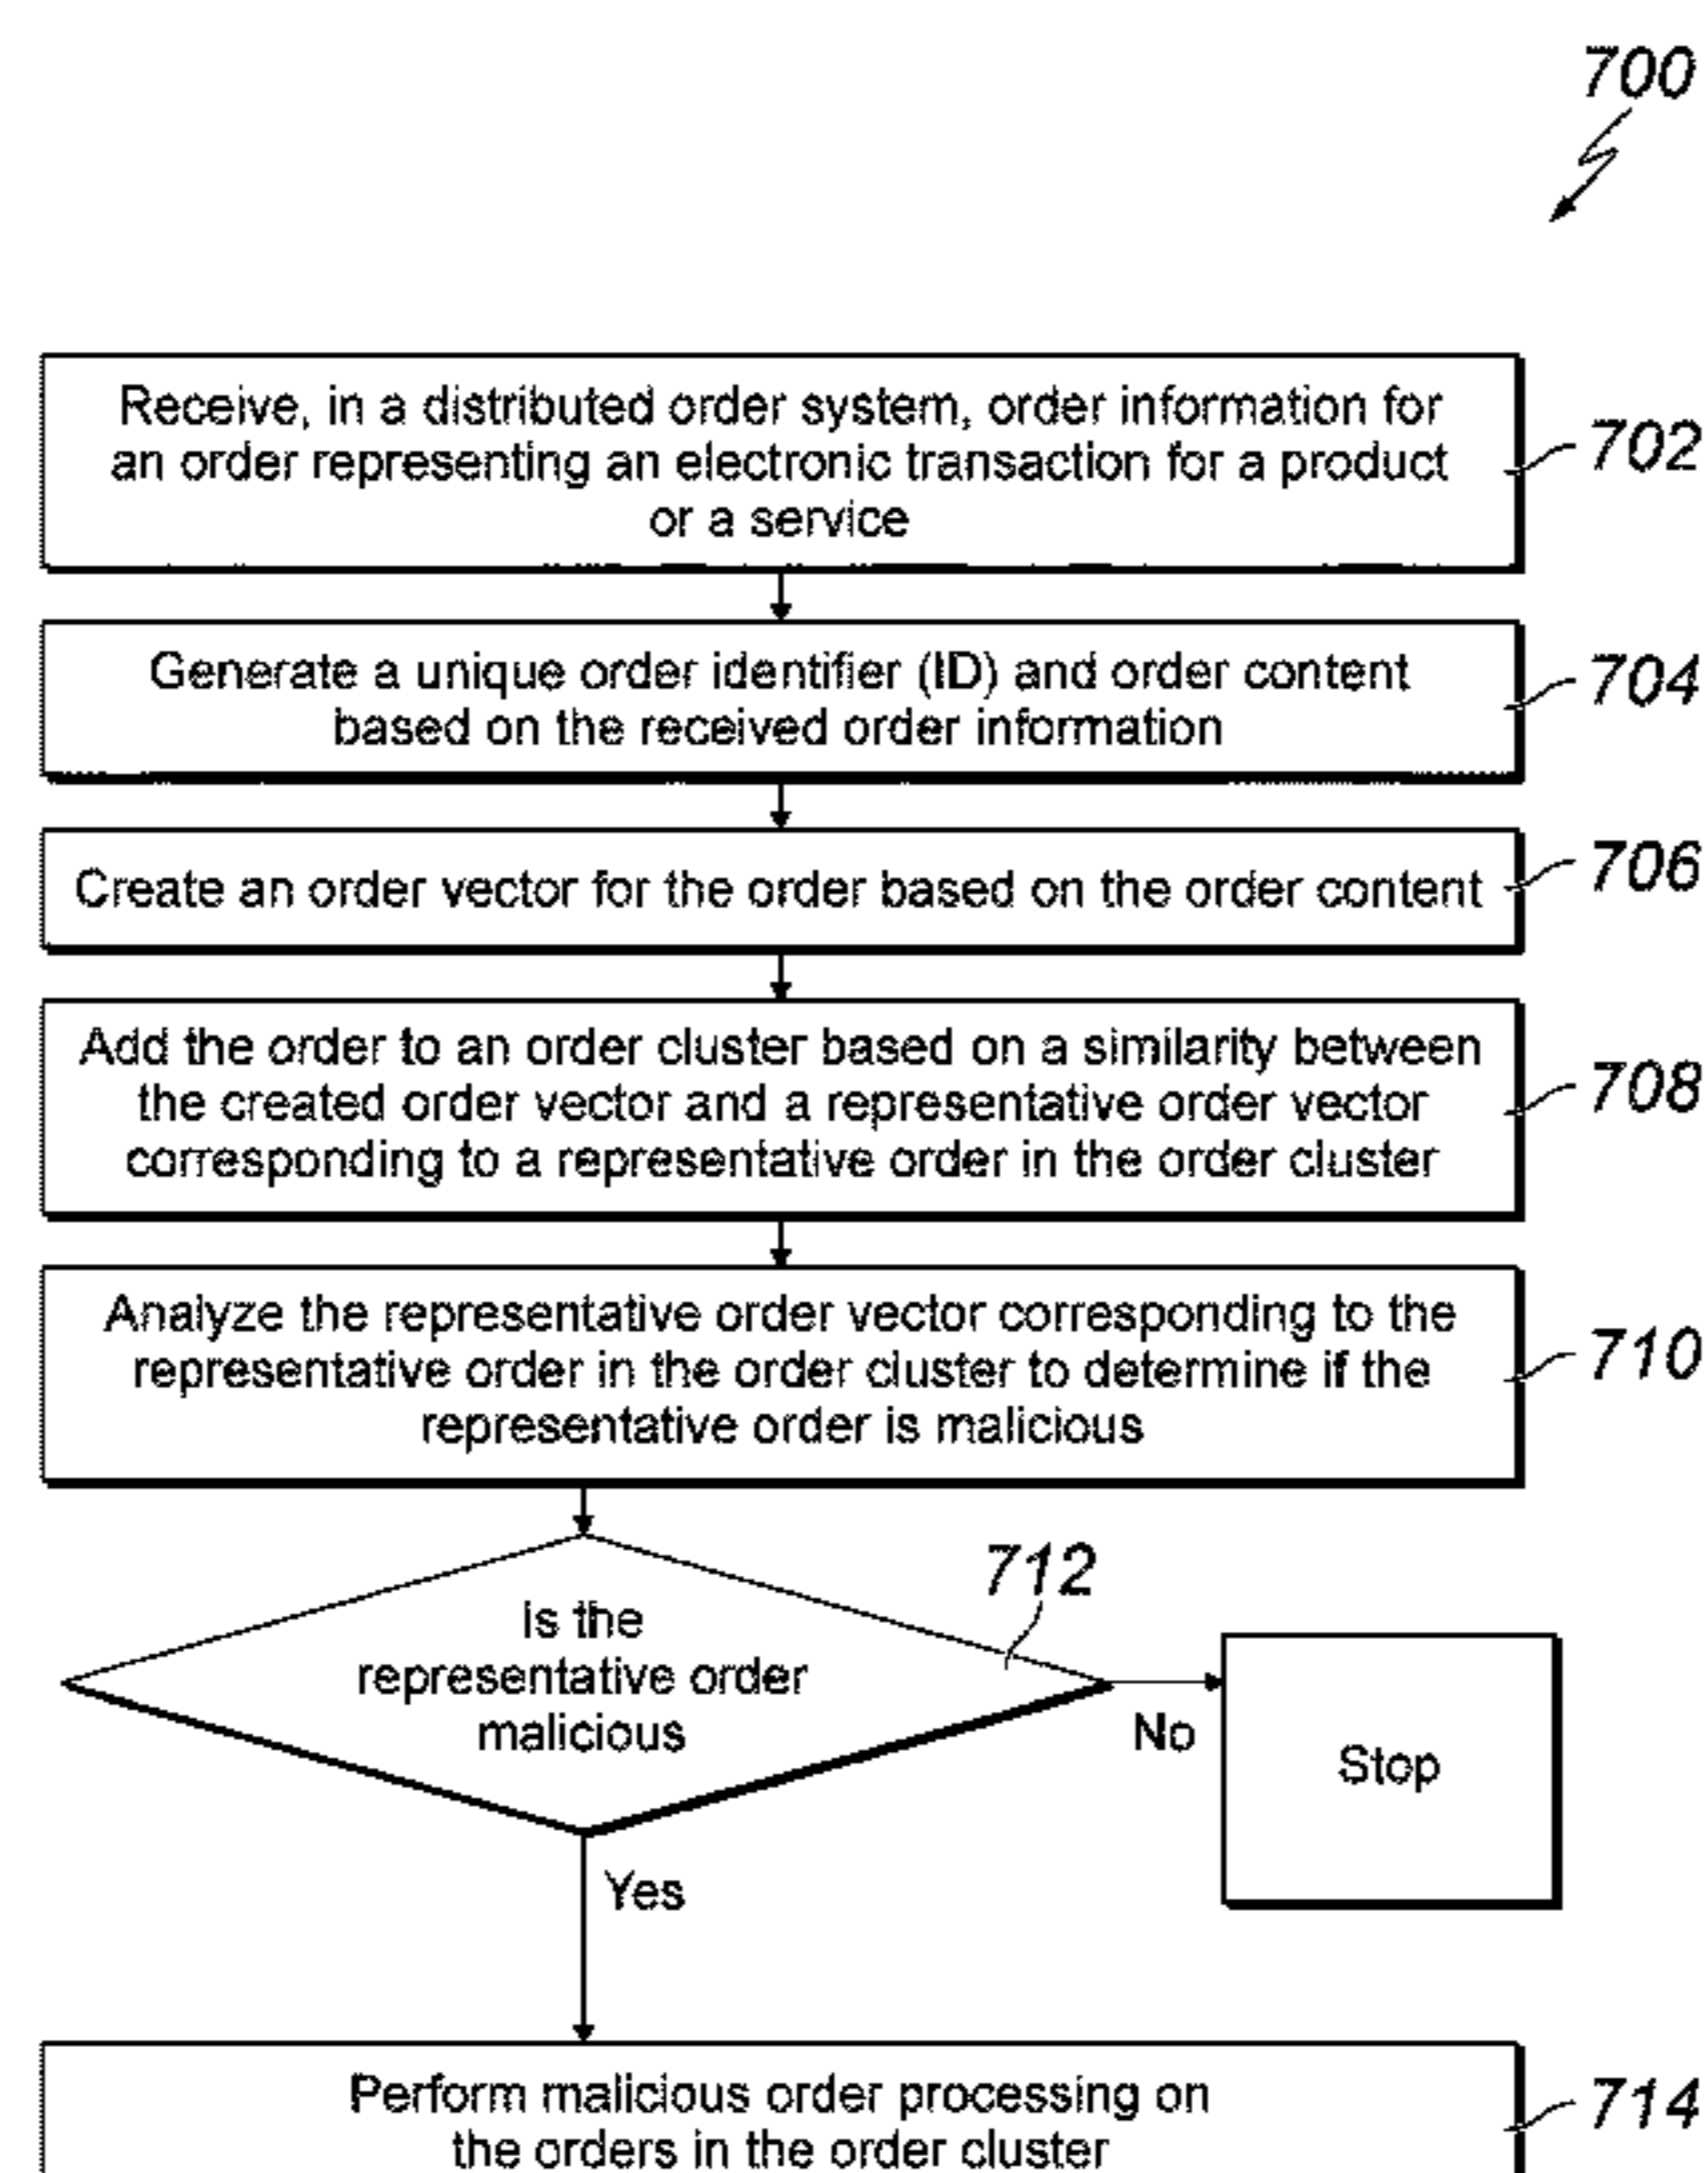 700
Receive, in a distributed order system, order information for
an order representing an electronic transaction for a product
or a service
702
Generate a unique order identifier (ID) and order content
based on the received order information
704
Create an order vector for the order based on the order content
706
Add the order to an order cluster based on a similarity between
the created order vector and a representative order vector
corresponding to a representative order in the order cluster
708
Analyze the representative order vector corresponding to the
representative order in the order cluster to determine if the
representative order is malicious
710
712
Is the
representative order
malicious
No
Stop
Yes
Perform malicious order processing on
the orders in the order cluster
714